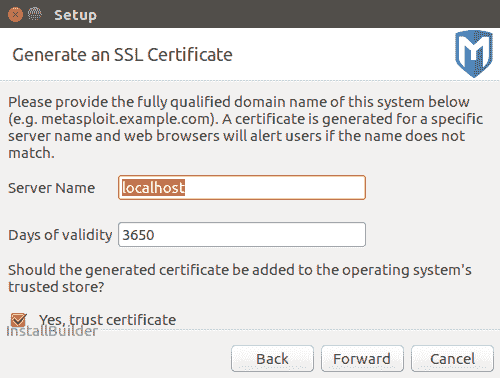 Setup
Generate an SSL Certificate
Please provide the fully qualified domain name of this system below
(e.g. metasploit.example.com). A certificate is generated for a specific
server name and web browsers will alert users if the name does not
match.
Server Name localhost
Days of validity 3650
Should the generated certificate be added to the operating system's
trusted store?
Yes, trust certificate
InstallBuilder
Back Forward Cancel